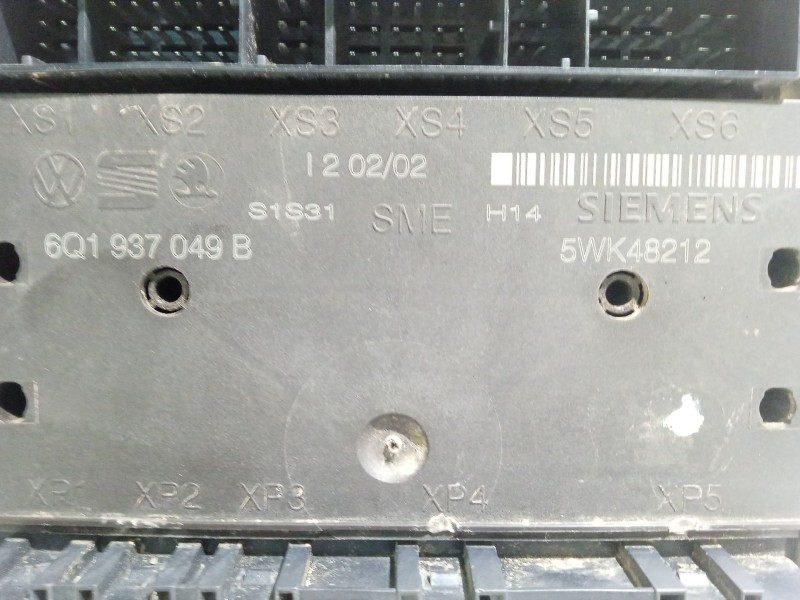 XS1 XS2 XS3 XS4 XS5 XS6
I 2 02/02
S1S31 SME H14 SIEMENS
6Q1 937 049 B 5WK48212
XP1 XP2 XP3 XP4 XP5